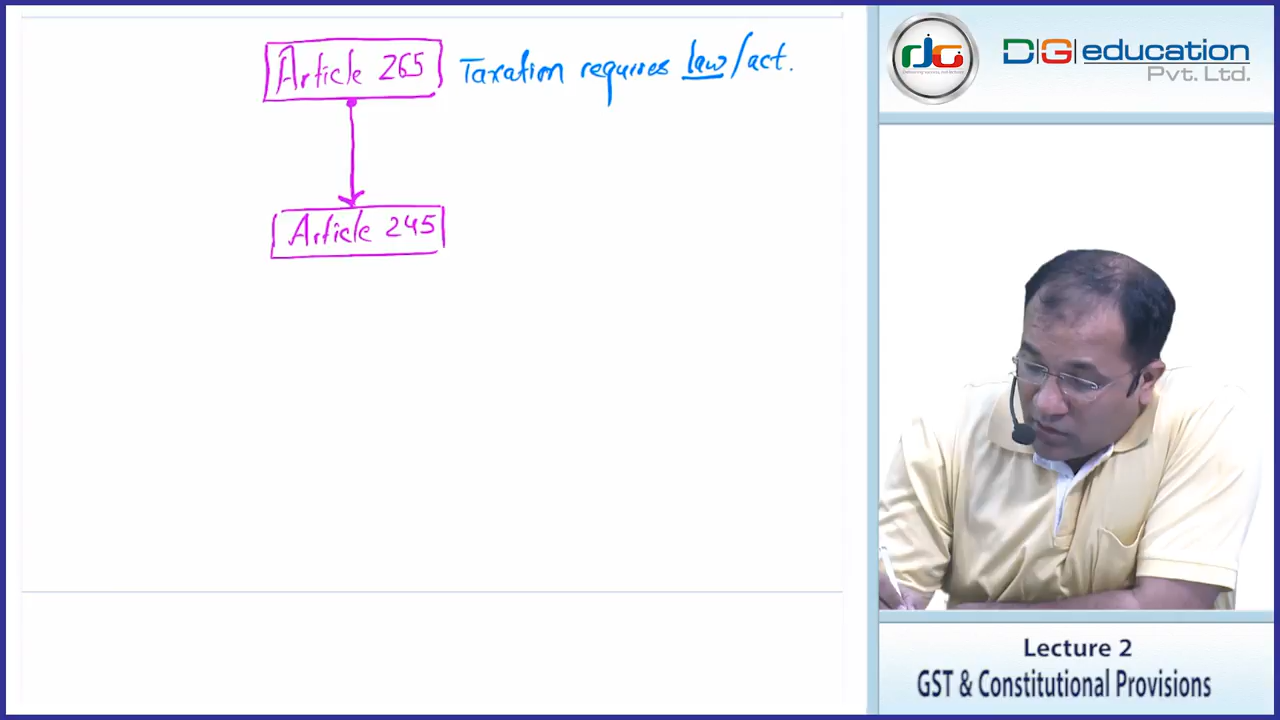 Article 265 Taxation requires law/act.
Article 245
DG education
Pvt. Ltd.
Lecture 2
GST & Constitutional Provisions